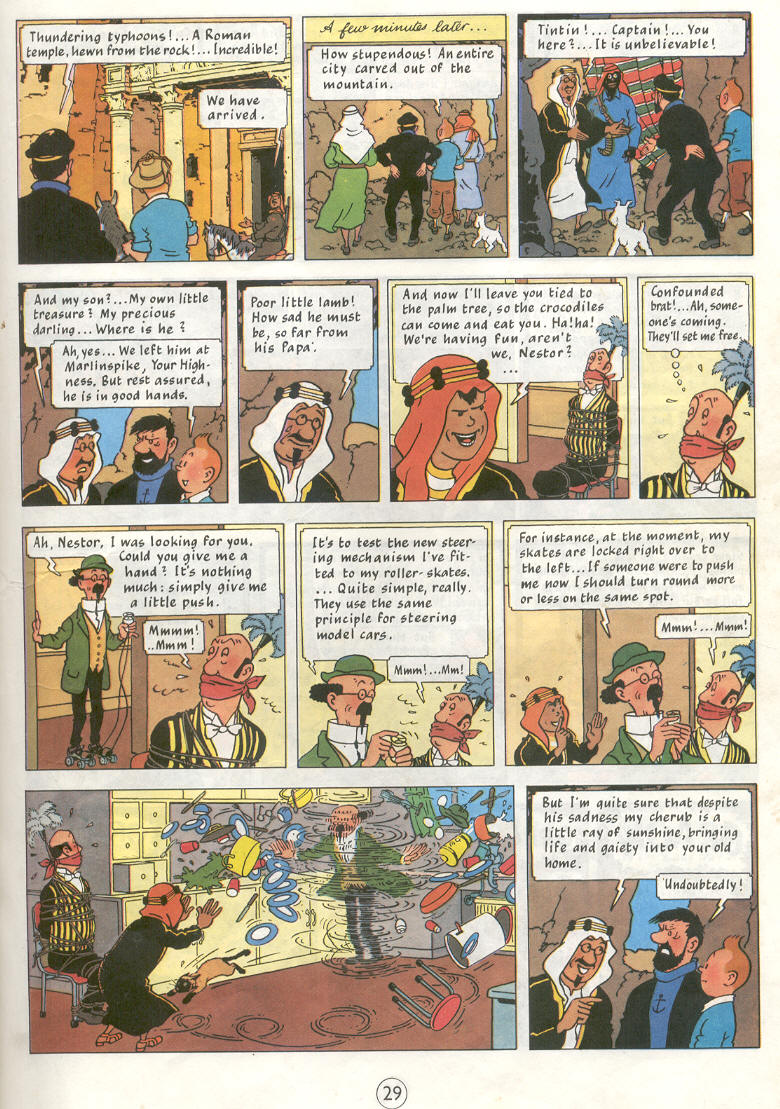 Thundering typhoons!... A Roman
temple, hewn from the rock!... Incredible!
We have
arrived.
A few minutes later...
How stupendous! An entire
city carved out of the
mountain.
Tintin!... Captain!... You
here?... It is unbelievable!
And my son?... My own little
treasure? My precious
darling... Where is he?
Ah, yes... We left him at
Marlinspike, Your High-
ness. But rest assured,
he is in good hands.
Poor little lamb!
How sad he must
be, so far from
his Papa.
And now I'll leave you tied to
the palm tree, so the crocodiles
can come and eat you. Ha! ha!
We're having fun, aren't
we, Nestor?
...
Confounded
brat!...Ah, some-
one's coming.
They'll set me free.
Ah, Nestor, I was looking for you.
Could you give me a
hand? It's nothing
much: simply give me
a little push.
Mmmm!
..Mmm!
It's to test the new steer-
ing mechanism I've fit-
ted to my roller-skates.
... Quite simple, really.
They use the same
principle for steering
model cars.
Mmm!...Mm!
For instance, at the moment, my
skates are locked right over to
the left... If someone were to push
me now I should turn round more
or less on the same spot.
Mmm!...Mmm!
But I'm quite sure that despite
his sadness my cherub is a
little ray of sunshine, bringing
life and gaiety into your old
home.
Undoubtedly!
29